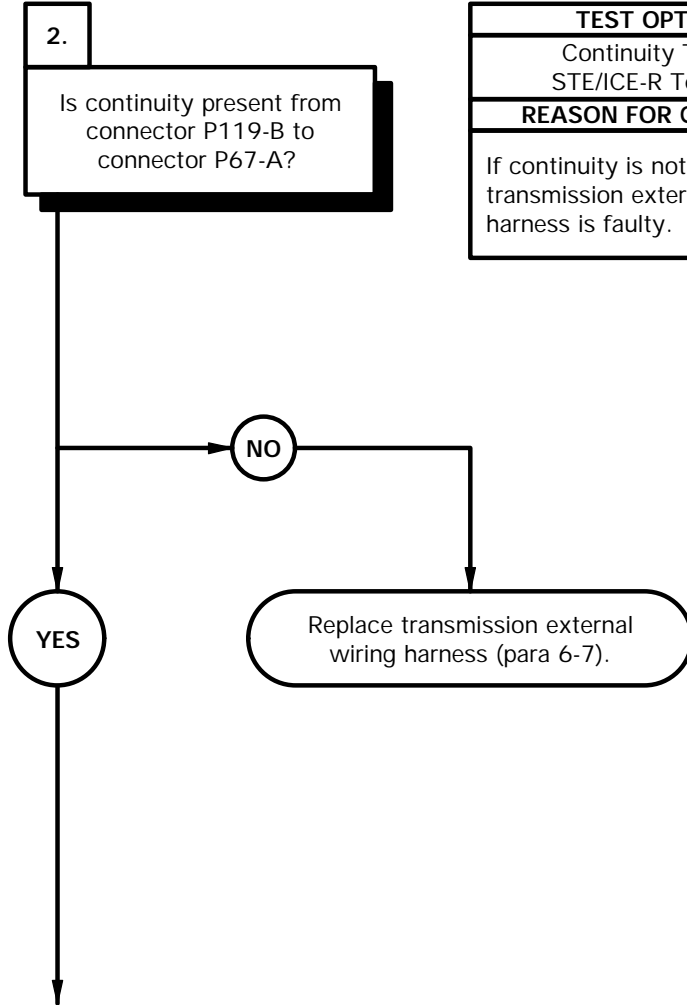 2.
Is continuity present from
connector P119-B to
connector P67-A?
TEST OPT
Continuity
STE/ICE-R
REASON FOR
If continuity is not
transmission
harness is faulty.
NO
YES
Replace transmission external
wiring harness (para 6-7).